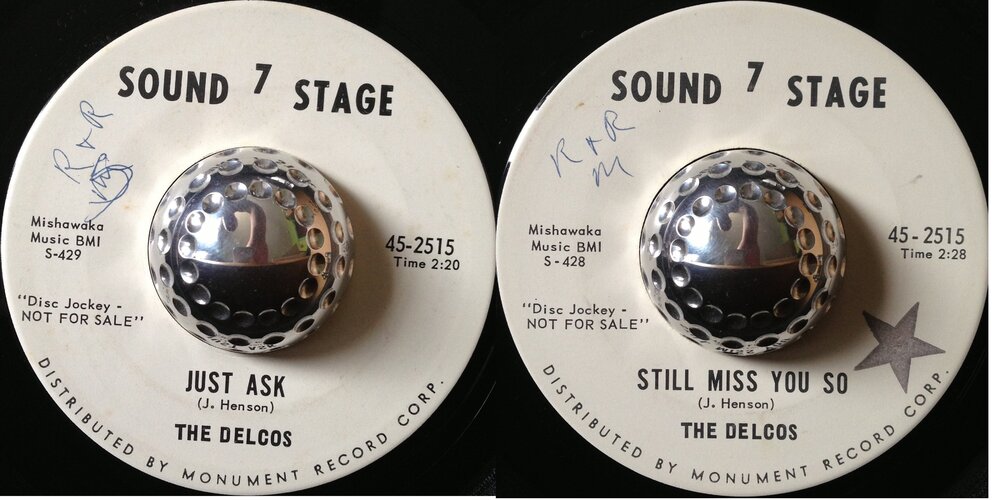 SOUND 7 STAGE
R + R
Mishawaka
Music BMI
S-429
45-2515
Time 2:20
"Disc Jockey -
NOT FOR SALE"
JUST ASK
(J. Henson)
THE DELCOS
DISTRIBUTED BY MONUMENT RECORD CORP.
SOUND 7 STAGE
R + R
M
Mishawaka
Music BMI
S-428
45-2515
Time 2:28
"Disc Jockey -
NOT FOR SALE"
STILL MISS YOU SO
(J. Henson)
THE DELCOS
DISTRIBUTED BY MONUMENT RECORD CORP.